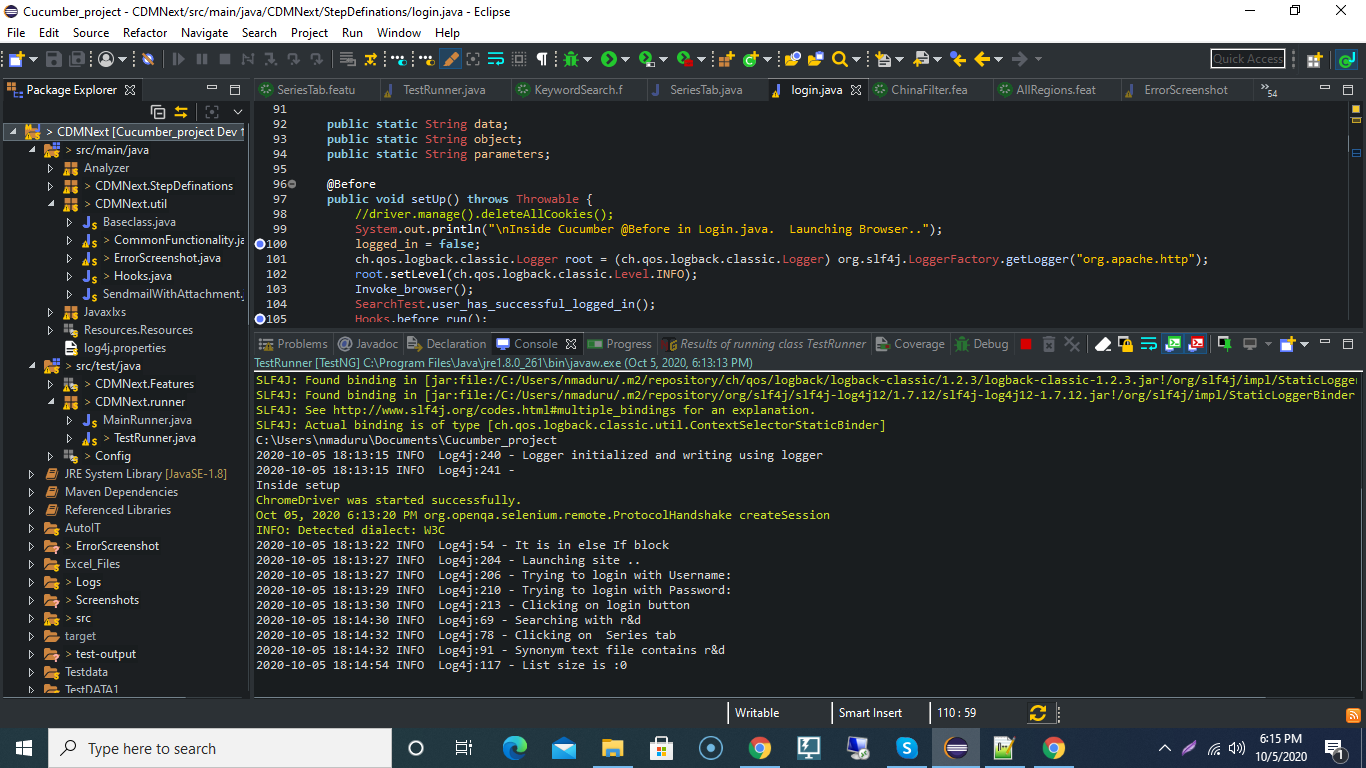 Cucumber_project - CDMNext/src/main/java/CDMNext/StepDefinations/login.java - Eclipse
File Edit Source Refactor Navigate Search Project Run Window Help
Quick Access
Package Explorer
SeriesTab.featu TestRunner.java KeywordSearch.f SeriesTab.java login.java ChinaFilter.fea AllRegions.feat ErrorScreenshot 54
> CDMNext [Cucumber_project Dev
> src/main/java
Analyzer
> CDMNext.StepDefinations
> CDMNext.util
Baseclass.java
> CommonFunctionality.ja
> ErrorScreenshot.java
> Hooks.java
SendmailWithAttachment.
Javaxlxs
Resources.Resources
log4j.properties
> src/test/java
> CDMNext.Features
> CDMNext.runner
MainRunner.java
> TestRunner.java
> Config
JRE System Library [JavaSE-1.8]
Maven Dependencies
Referenced Libraries
AutoIT
> ErrorScreenshot
Excel_Files
> Logs
> Screenshots
> src
target
> test-output
Testdata
TestDATA1
91
92 public static String data;
93 public static String object;
94 public static String parameters;
95
96 @Before
97 public void setUp() throws Throwable {
98 //driver.manage().deleteAllCookies();
99 System.out.println("\nInside Cucumber @Before in Login.java.  Launching Browser..");
100 logged_in = false;
101 ch.qos.logback.classic.Logger root = (ch.qos.logback.classic.Logger) org.slf4j.LoggerFactory.getLogger("org.apache.http");
102 root.setLevel(ch.qos.logback.classic.Level.INFO);
103 Invoke_browser();
104 SearchTest.user_has_successful_logged_in();
105 Hooks.before_run();
Problems Javadoc Declaration Console Progress Results of running class TestRunner Coverage Debug
TestRunner [TestNG] C:\Program Files\Java\jre1.8.0_261\bin\javaw.exe (Oct 5, 2020, 6:13:13 PM)
SLF4J: Found binding in [jar:file:/C:/Users/nmaduru/.m2/repository/ch/qos/logback/logback-classic/1.2.3/logback-classic-1.2.3.jar!/org/slf4j/impl/StaticLogger
SLF4J: Found binding in [jar:file:/C:/Users/nmaduru/.m2/repository/org/slf4j/slf4j-log4j12/1.7.12/slf4j-log4j12-1.7.12.jar!/org/slf4j/impl/StaticLoggerBinder
SLF4J: See http://www.slf4j.org/codes.html#multiple_bindings for an explanation.
SLF4J: Actual binding is of type [ch.qos.logback.classic.util.ContextSelectorStaticBinder]
C:\Users\nmaduru\Documents\Cucumber_project
2020-10-05 18:13:15 INFO  Log4j:240 - Logger initialized and writing using logger
2020-10-05 18:13:15 INFO  Log4j:241 -
Inside setup
ChromeDriver was started successfully.
Oct 05, 2020 6:13:20 PM org.openqa.selenium.remote.ProtocolHandshake createSession
INFO: Detected dialect: W3C
2020-10-05 18:13:22 INFO  Log4j:54 - It is in else If block
2020-10-05 18:13:27 INFO  Log4j:204 - Launching site ..
2020-10-05 18:13:27 INFO  Log4j:206 - Trying to login with Username:
2020-10-05 18:13:29 INFO  Log4j:210 - Trying to login with Password:
2020-10-05 18:13:30 INFO  Log4j:213 - Clicking on login button
2020-10-05 18:14:30 INFO  Log4j:69 - Searching with r&d
2020-10-05 18:14:32 INFO  Log4j:78 - Clicking on  Series tab
2020-10-05 18:14:32 INFO  Log4j:91 - Synonym text file contains r&d
2020-10-05 18:14:54 INFO  Log4j:117 - List size is :0
Writable Smart Insert 110 : 59
Type here to search
6:15 PM
10/5/2020
1